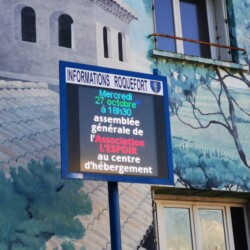 INFORMATIONS ROQUEFORT
Mercredi
27 octobre
à 18h30
assemblée
générale de
l'Association
L'ESPOIR
au centre
d'hébergement